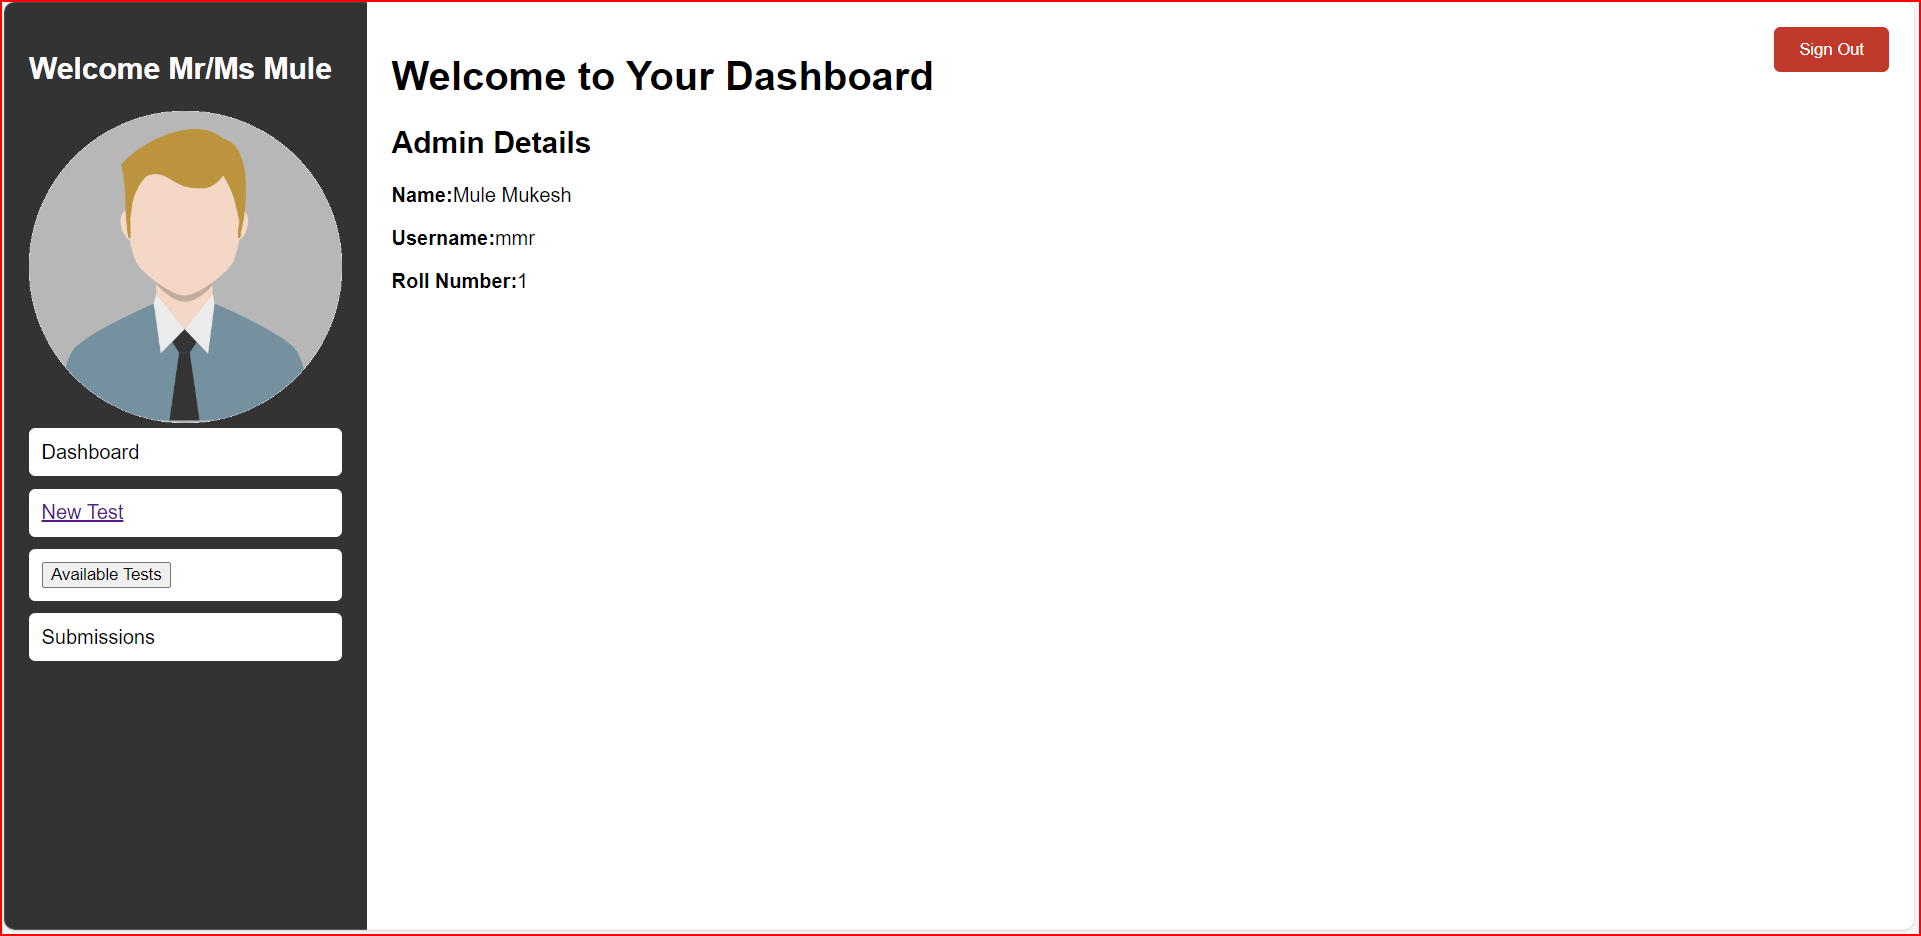 Welcome Mr/Ms Mule
Dashboard
New Test
Available Tests
Submissions
Sign Out
Welcome to Your Dashboard
Admin Details
Name:Mule Mukesh
Username:mmr
Roll Number:1